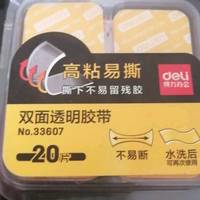 高粘易撕
撕下不易留残胶
deli
得力办公
双面透明胶带
No.33607
20片
不易断
水洗后
可再次使用